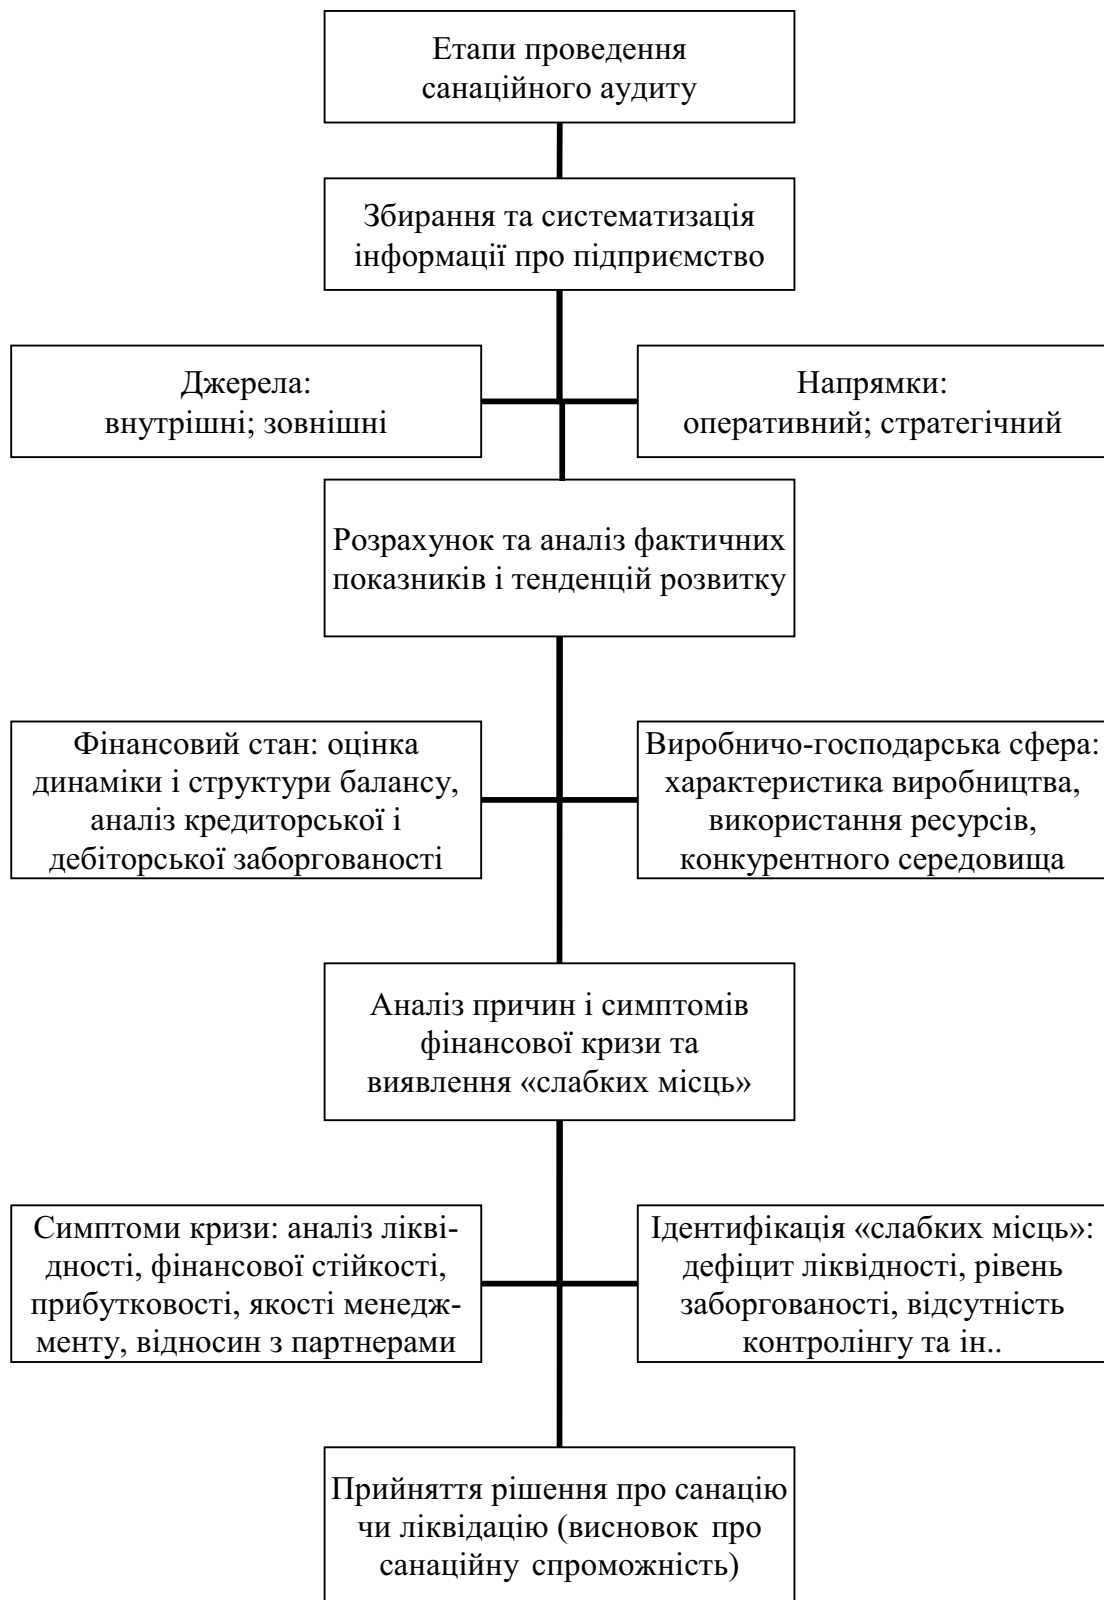 Етапи проведення
санаційного аудиту
Збирання та систематизація
інформації про підприємство
Джерела:
внутрішні; зовнішні
Напрямки:
оперативний; стратегічний
Розрахунок та аналіз фактичних
показників і тенденцій розвитку
Фінансовий стан: оцінка
динаміки і структури балансу,
аналіз кредиторської і
дебіторської заборгованості
Виробничо-господарська сфера:
характеристика виробництва,
використання ресурсів,
конкурентного середовища
Аналіз причин і симптомів
фінансової кризи та
виявлення «слабких місць»
Симптоми кризи: аналіз лікві-
дності, фінансової стійкості,
прибутковості, якості менедж-
менту, відносин з партнерами
Ідентифікація «слабких місць»:
дефіцит ліквідності, рівень
заборгованості, відсутність
контролінгу та ін..
Прийняття рішення про санацію
чи ліквідацію (висновок про
санаційну спроможність)